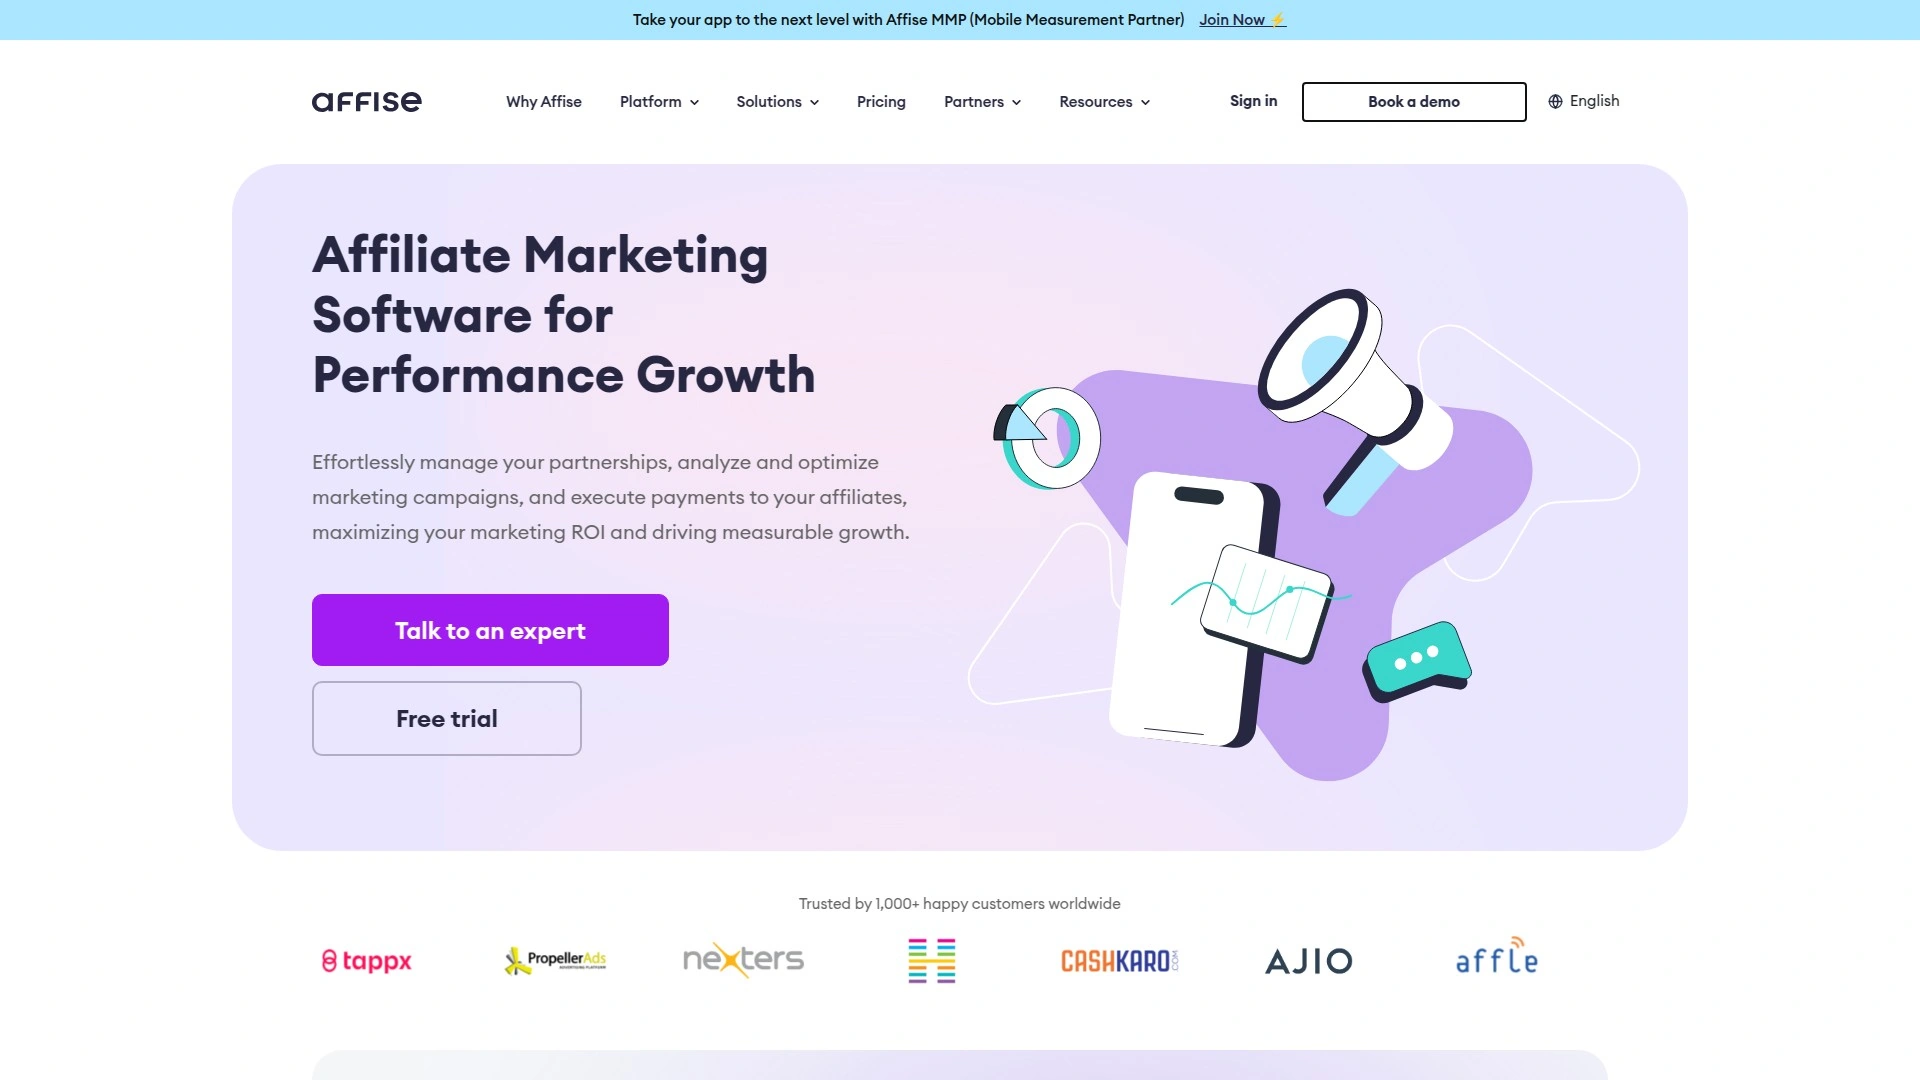 Take your app to the next level with Affise MMP (Mobile Measurement Partner) Join Now ⚡
affise Why Affise Platform Solutions Pricing Partners Resources Sign in Book a demo English
Affiliate Marketing
Software for
Performance Growth
Effortlessly manage your partnerships, analyze and optimize
marketing campaigns, and execute payments to your affiliates,
maximizing your marketing ROI and driving measurable growth.
Talk to an expert
Free trial
Trusted by 1,000+ happy customers worldwide
tappx PropellerAds nexters CASHKARO.COM AJIO affle
ADVERTISING PLATFORM